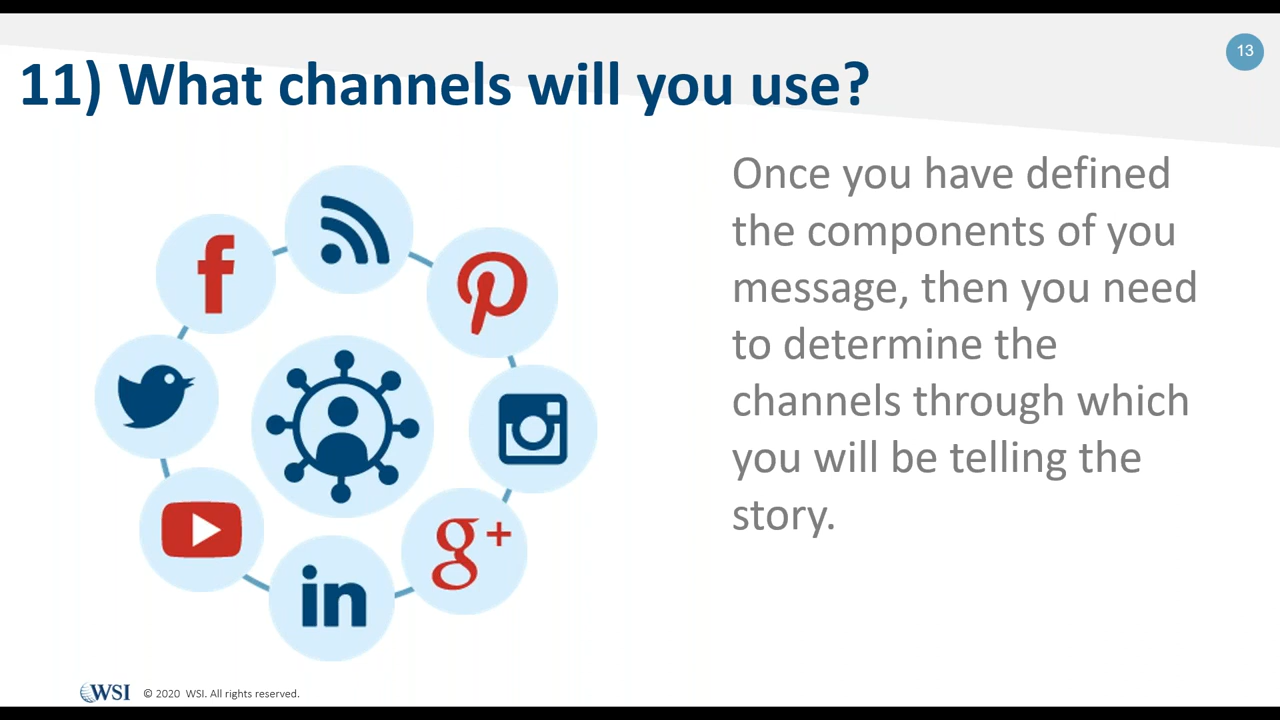 13
11) What channels will you use?
Once you have defined
the components of you
message, then you need
to determine the
channels through which
you will be telling the
story.
f
in
g+
WSI © 2020 WSI. All rights reserved.